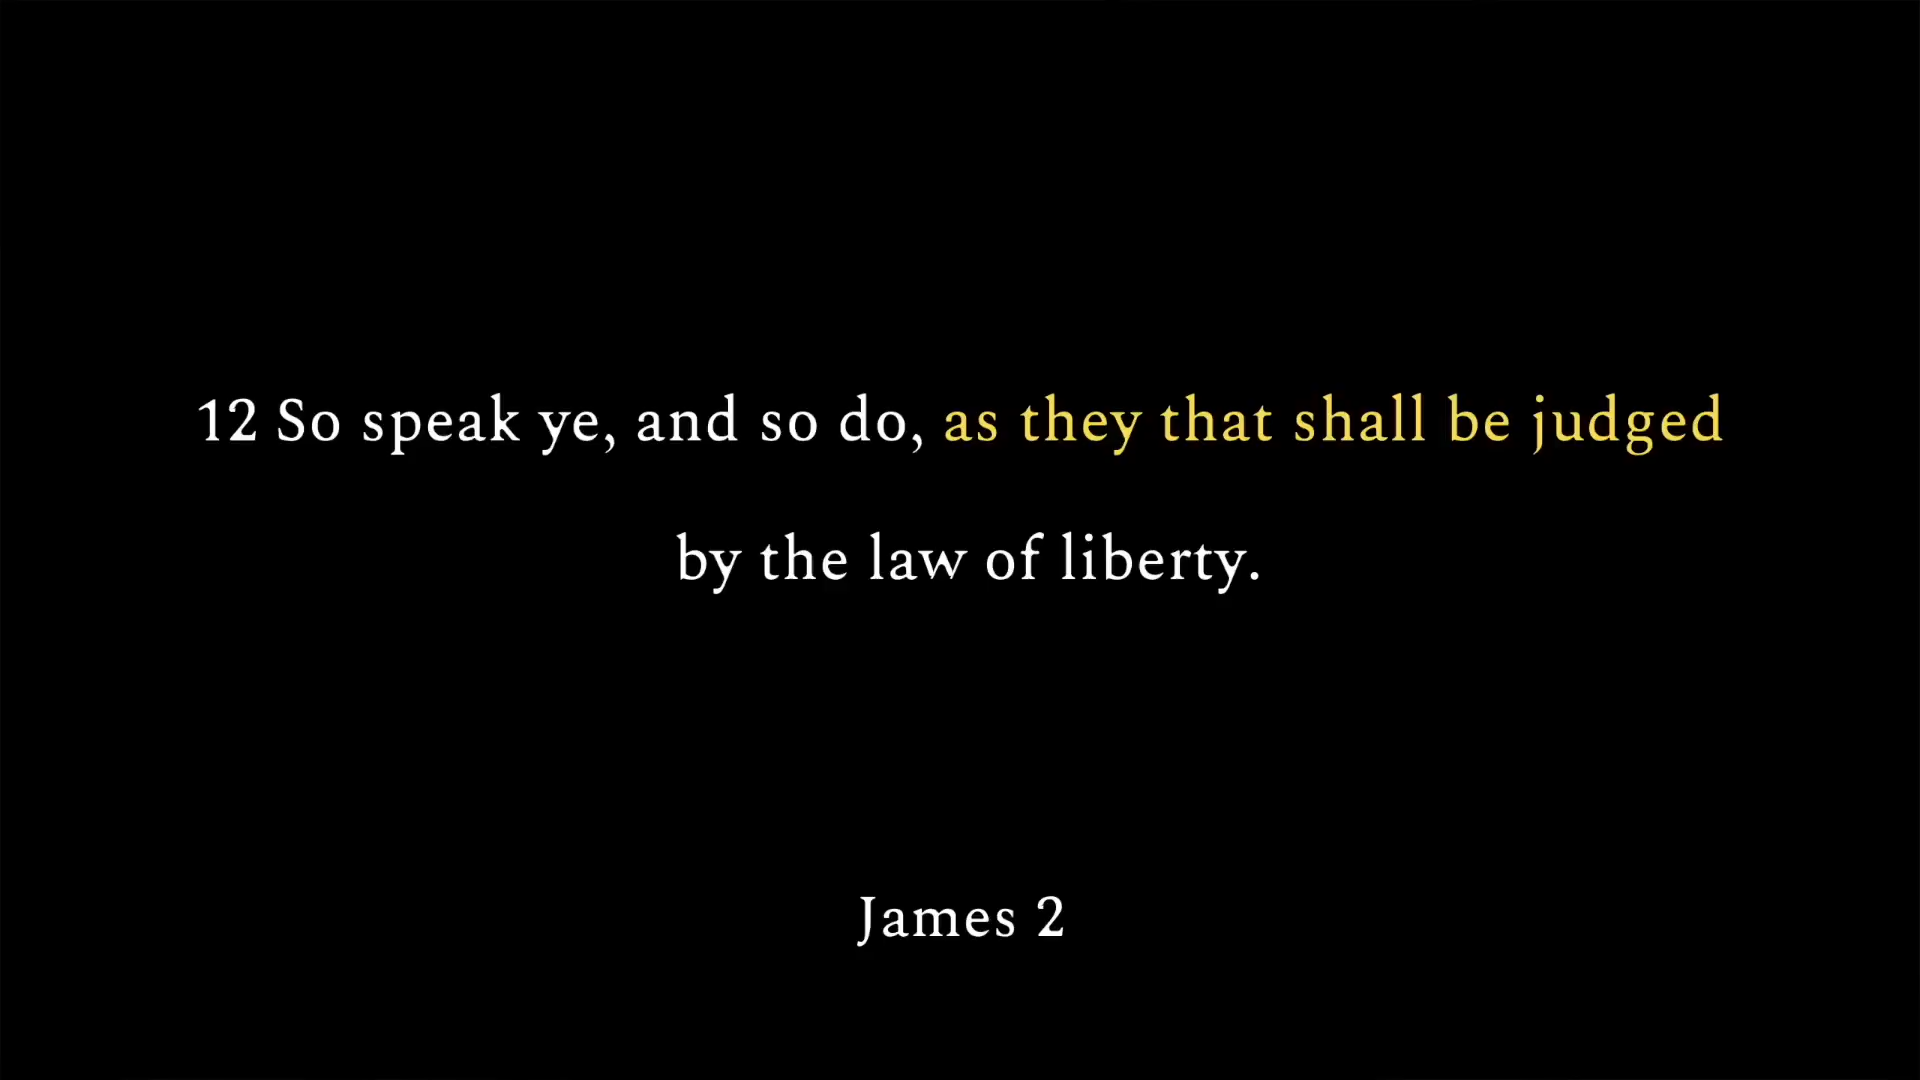 12 So speak ye, and so do, as they that shall be judged
by the law of liberty.
James 2